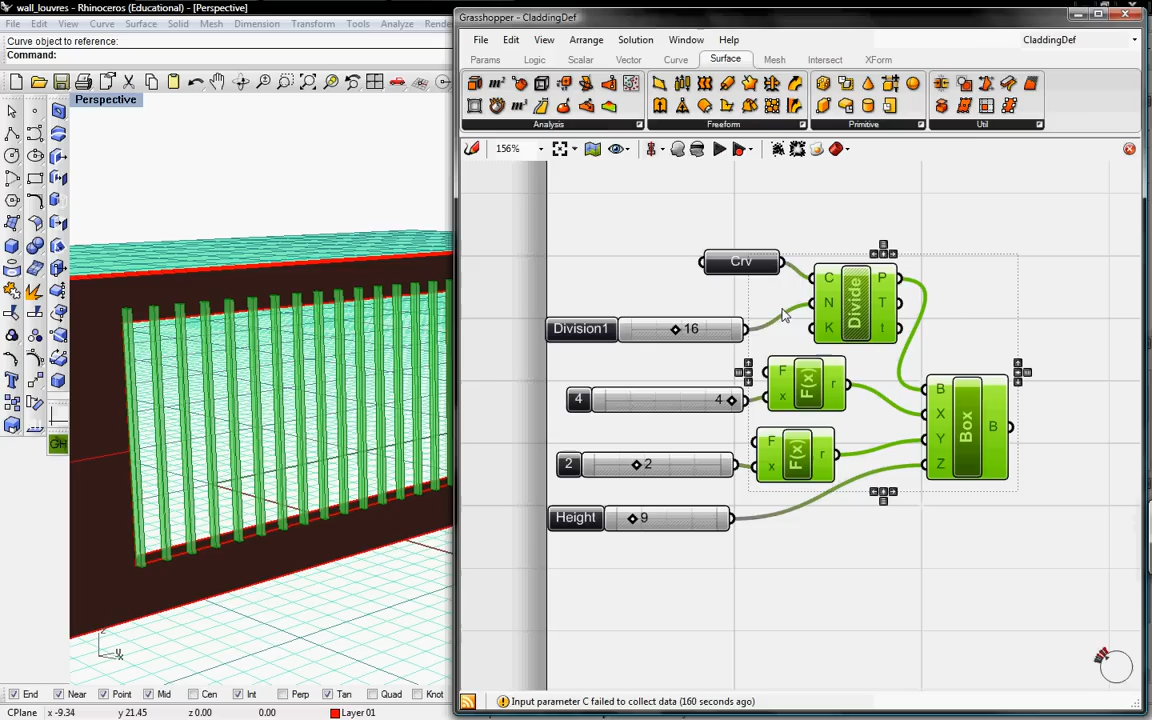 wall_louvres - Rhinoceros (Educational) - [Perspective]
File Edit View Curve Surface Solid Mesh Dimension Transform Tools Analyze Render
Curve object to reference:
Command:
Perspective
GH
z
y
End Near Point Mid Cen Int Perp Tan Quad Knot
CPlane x -9.34 y 21.45 z 0.00 0.00 Layer 01
Grasshopper - CladdingDef
File Edit View Arrange Solution Window Help CladdingDef
Params Logic Scalar Vector Curve Surface Mesh Intersect XForm
m² m³
Analysis Freeform Primitive Util
156%
Crv
C P
N Divide T
K t
Division1 16
F F(x) r
x
4 4
F F(x) r
x
2 2
B
X Box B
Y
Z
Height 9
Input parameter C failed to collect data (160 seconds ago)